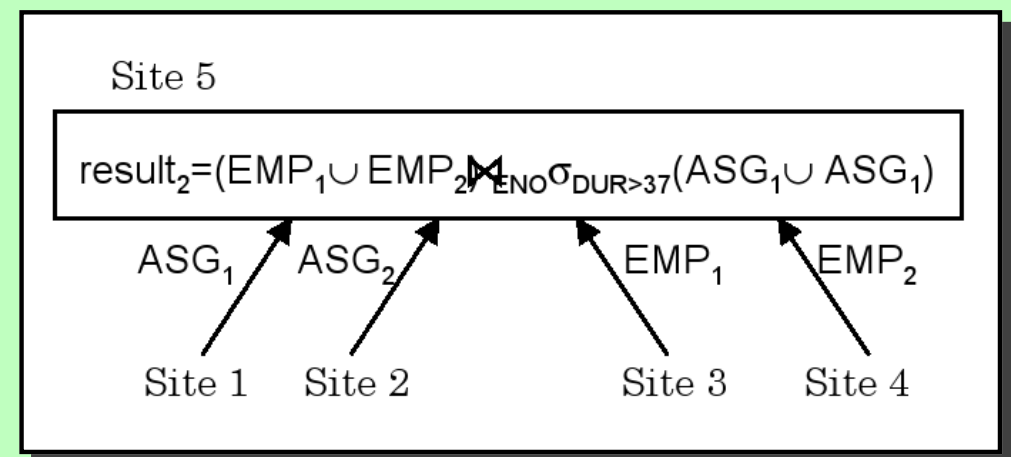 Site 5
result₂=(EMP₁∪ EMP₂)⋈ENOσDUR>37(ASG₁∪ ASG₁)
ASG₁ ASG₂ EMP₁ EMP₂
Site 1 Site 2 Site 3 Site 4